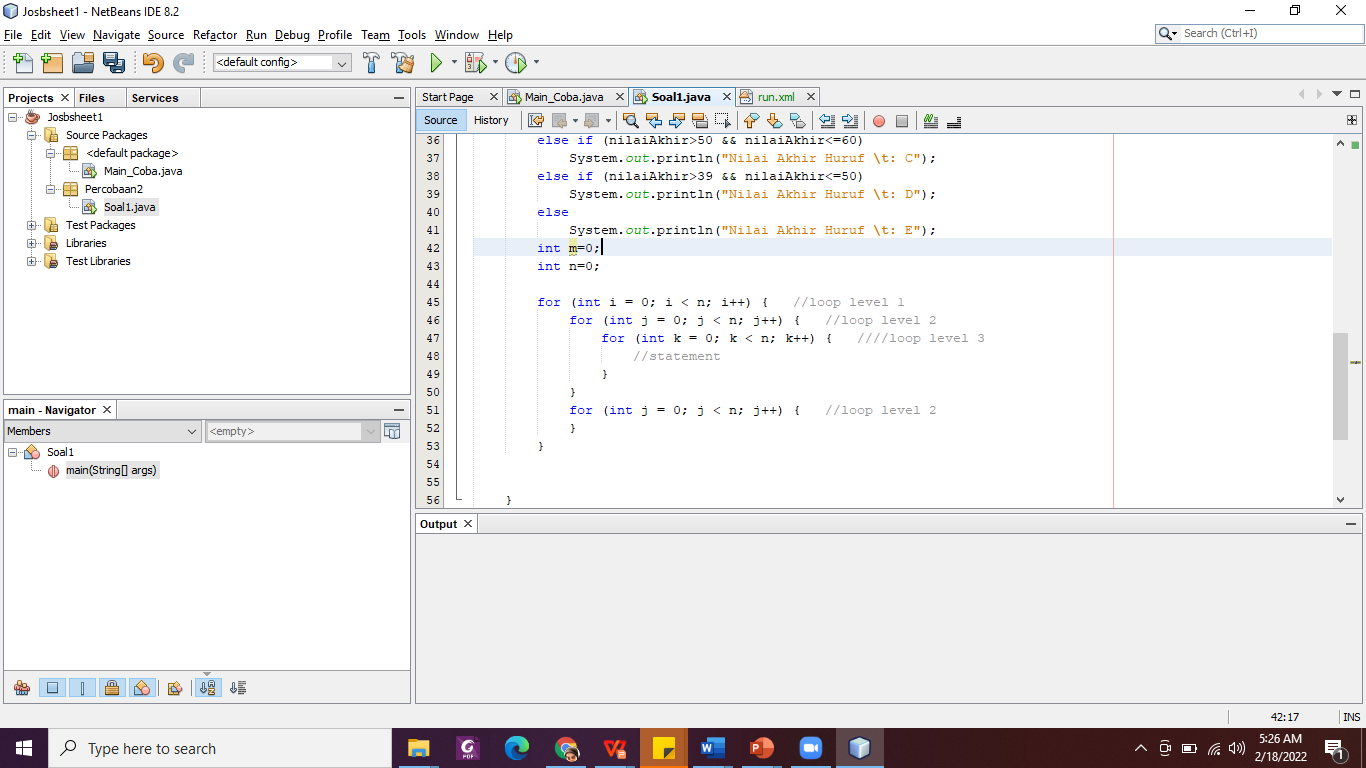 Josbsheet1 - NetBeans IDE 8.2
File Edit View Navigate Source Refactor Run Debug Profile Team Tools Window Help
Search (Ctrl+I)
<default config>
Projects Files Services
Josbsheet1
Source Packages
<default package>
Main_Coba.java
Percobaan2
Soal1.java
Test Packages
Libraries
Test Libraries
main - Navigator
Members <empty>
Soal1
main(String[] args)
Start Page Main_Coba.java Soal1.java run.xml
Source History
36 else if (nilaiAkhir>50 && nilaiAkhir<=60)
37 System.out.println("Nilai Akhir Huruf \t: C");
38 else if (nilaiAkhir>39 && nilaiAkhir<=50)
39 System.out.println("Nilai Akhir Huruf \t: D");
40 else
41 System.out.println("Nilai Akhir Huruf \t: E");
42 int m=0;
43 int n=0;
44
45 for (int i = 0; i < n; i++) { //loop level 1
46 for (int j = 0; j < n; j++) { //loop level 2
47 for (int k = 0; k < n; k++) { ////loop level 3
48 //statement
49 }
50 }
51 for (int j = 0; j < n; j++) { //loop level 2
52 }
53 }
54
55
56 }
Output
42:17 INS
Type here to search
5:26 AM
2/18/2022
1